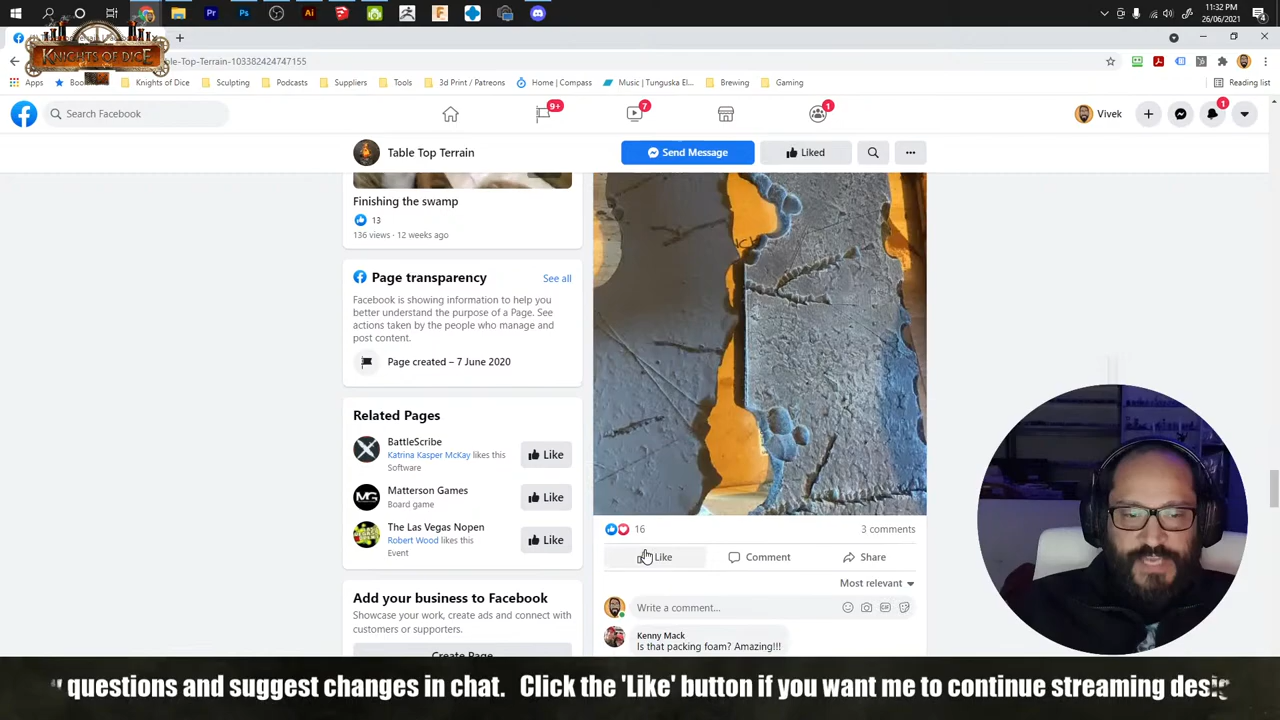 11:32 PM
26/06/2021
KNIGHTS OF DICE
ble-Top-Terrain-103382424747155
Apps
Knights of Dice
Sculpting
Podcasts
Suppliers
Tools
3d Print / Patreons
Home | Compass
Music | Tunguska El...
Brewing
Gaming
Reading list
Search Facebook
9+
7
1
Vivek
1
Table Top Terrain
Send Message
Liked
Finishing the swamp
13
136 views · 12 weeks ago
Page transparency
See all
Facebook is showing information to help you
better understand the purpose of a Page. See
actions taken by the people who manage and
post content.
Page created – 7 June 2020
Related Pages
BattleScribe
Katrina Kasper McKay likes this
Software
Like
Matterson Games
Board game
Like
The Las Vegas Nopen
Robert Wood likes this
Event
Like
Add your business to Facebook
Showcase your work, create ads and connect with
customers or supporters.
Create Page
16
3 comments
Like
Comment
Share
Most relevant
Write a comment...
Kenny Mack
Is that packing foam? Amazing!!!
questions and suggest changes in chat. Click the 'Like' button if you want me to continue streaming desig